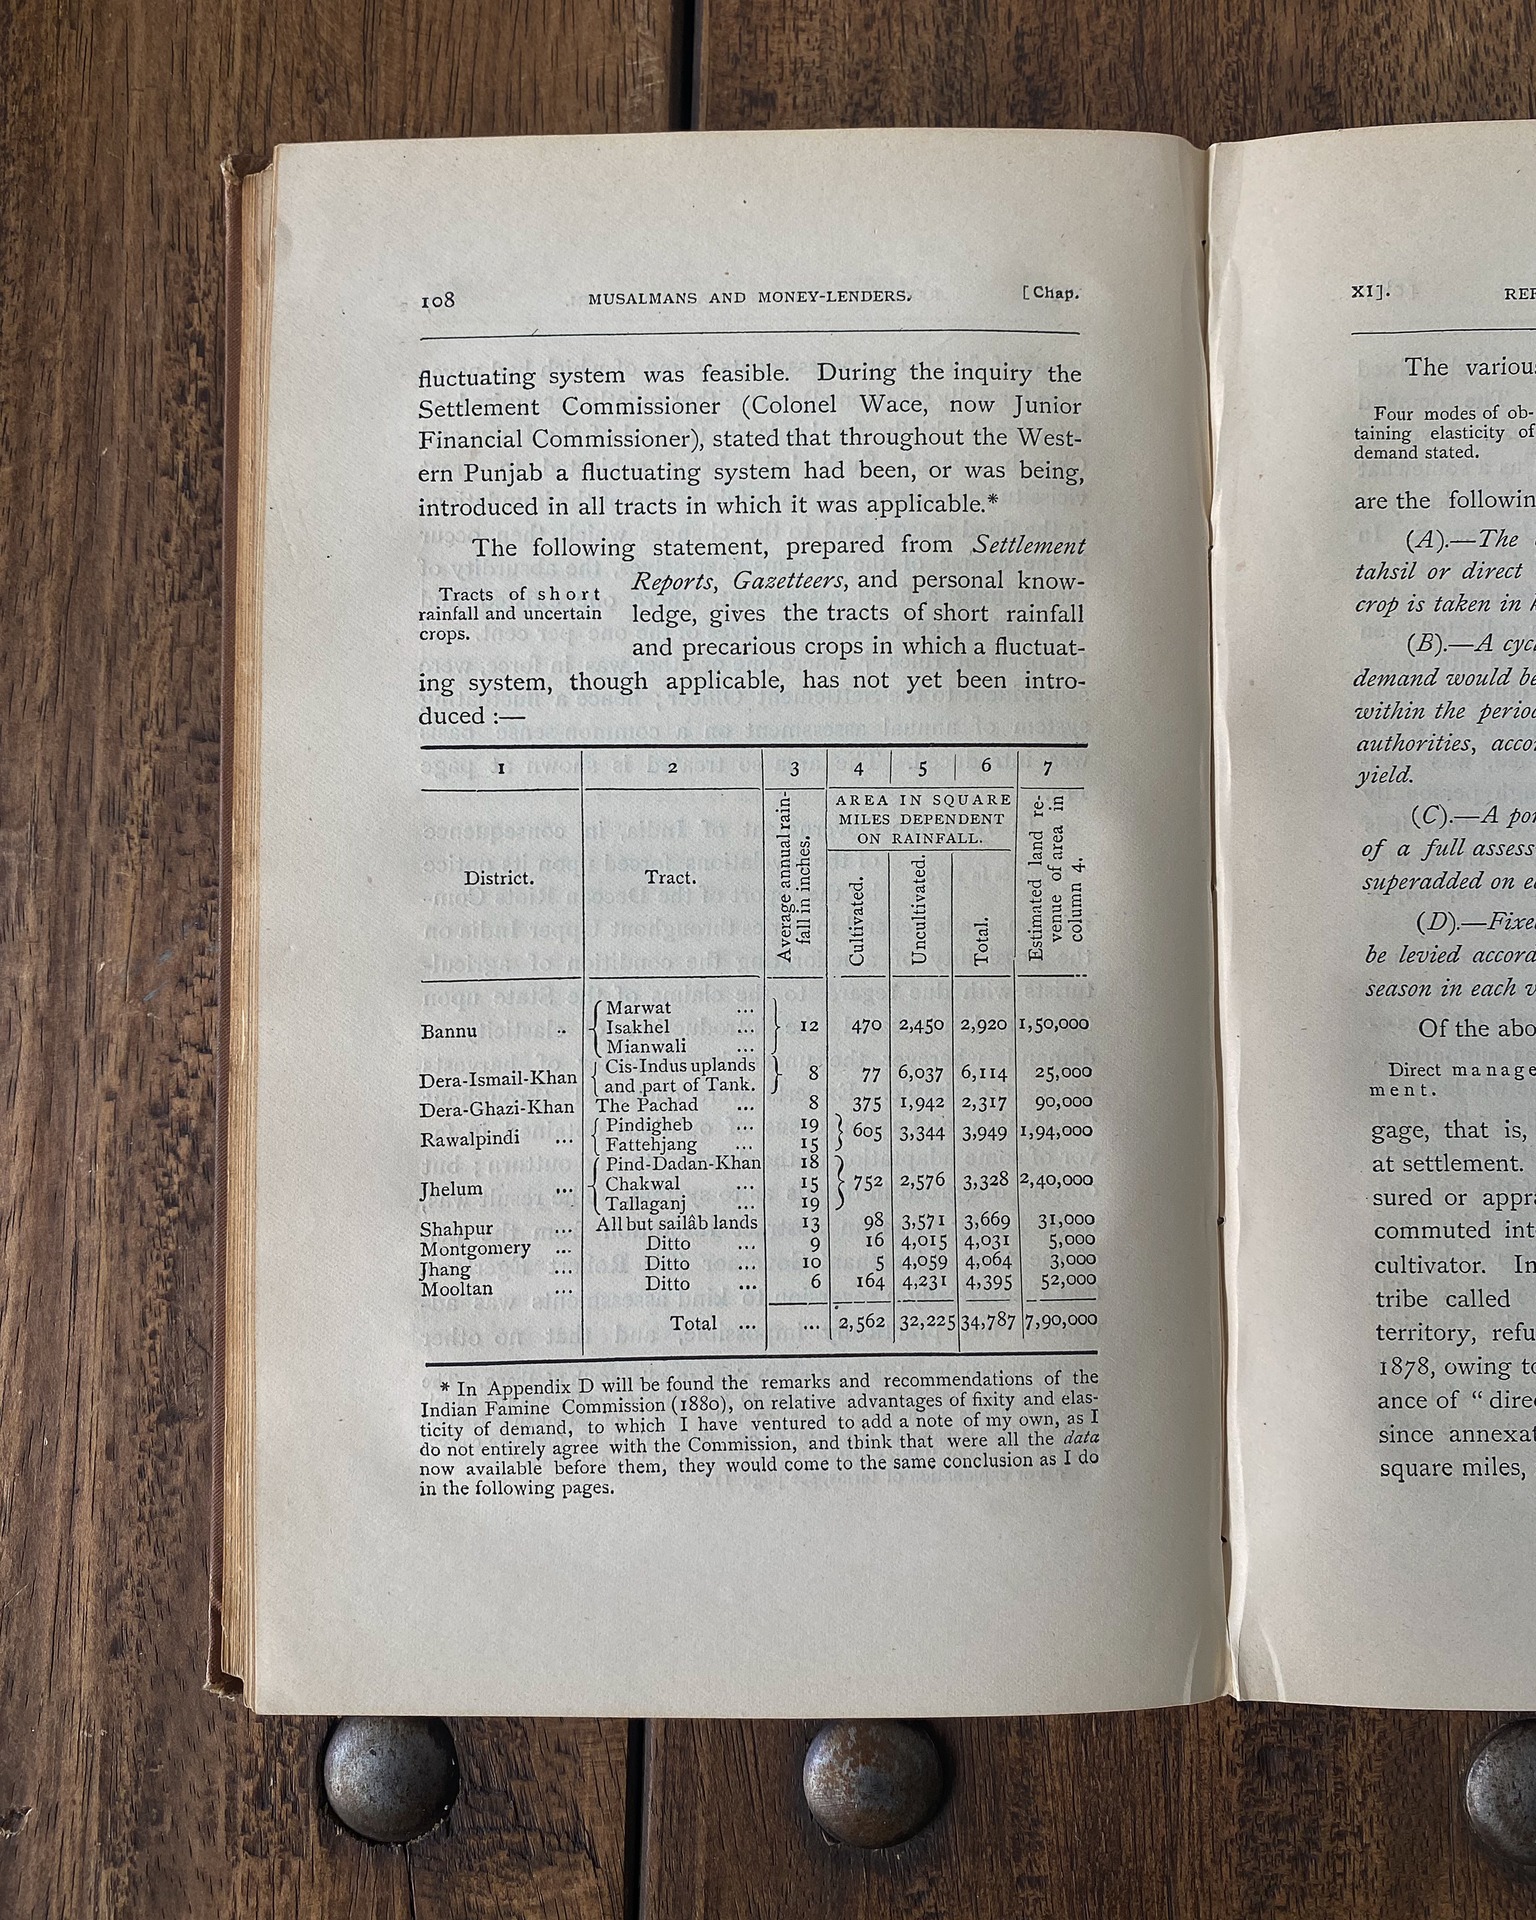 108 MUSALMANS AND MONEY-LENDERS. [Chap.
fluctuating system was feasible. During the inquiry the
Settlement Commissioner (Colonel Wace, now Junior
Financial Commissioner), stated that throughout the West-
ern Punjab a fluctuating system had been, or was being,
introduced in all tracts in which it was applicable.*
The following statement, prepared from Settlement
Reports, Gazetteers, and personal know-
Tracts of short
rainfall and uncertain
crops.
ledge, gives the tracts of short rainfall
and precarious crops in which a fluctuat-
ing system, though applicable, has not yet been intro-
duced :—
1 2 3 4 5 6 7
District.
Tract.
Average annual rain-
fall in inches.
AREA IN SQUARE
MILES DEPENDENT
ON RAINFALL.
Cultivated.
Uncultivated.
Total.
Estimated land re-
venue of area in
column 4.
Bannu ..
{ Marwat ...
Isakhel ... } 12 470 2,450 2,920 1,50,000
Mianwali ...
Dera-Ismail-Khan { Cis-Indus uplands
and part of Tank. } 8 77 6,037 6,114 25,000
Dera-Ghazi-Khan The Pachad ... 8 375 1,942 2,317 90,000
Rawalpindi ... { Pindigheb ... 19
Fattehjang ... 15 } 605 3,344 3,949 1,94,000
{ Pind-Dadan-Khan 18
Jhelum ... Chakwal ... 15 } 752 2,576 3,328 2,40,000
Tallaganj ... 19
Shahpur ... All but sailâb lands 13 98 3,571 3,669 31,000
Montgomery ... Ditto ... 9 16 4,015 4,031 5,000
Jhang ... Ditto ... 10 5 4,059 4,064 3,000
Mooltan ... Ditto ... 6 164 4,231 4,395 52,000
Total ... ... 2,562 32,225 34,787 7,90,000
* In Appendix D will be found the remarks and recommendations of the
Indian Famine Commission (1880), on relative advantages of fixity and elas-
ticity of demand, to which I have ventured to add a note of my own, as I
do not entirely agree with the Commission, and think that were all the data
now available before them, they would come to the same conclusion as I do
in the following pages.
XI].
The
Four modes of ob-
taining elasticity of
demand stated.
are the
(A).—The
tahsil or direct
crop is taken in
(B).—A
demand would
within the
authorities,
yield.
(C).—A
of a full
superadded on
(D).—
be levied
season in each
Of the
Direct
ment.
gage, that is,
at settlement.
sured or
commuted
cultivator.
tribe called
territory,
1878, owing
ance of "
since
square miles,